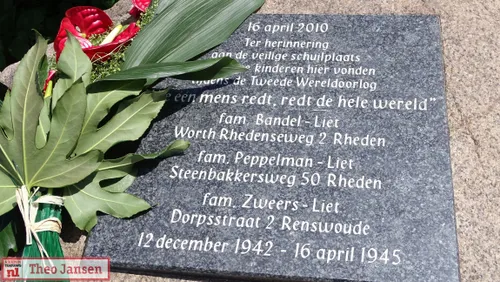 16 april 2010
Ter herinnering
aan de veilige schuilplaats
kinderen hier vonden
de Tweede Wereldoorlog
een mens redt, redt de hele wereld"
fam. Bandel - Liet
Worth Rhedenseweg 2 Rheden
fam. Peppelman - Liet
Steenbakkersweg 50 Rheden
fam. Zweers - Liet
Dorpsstraat 2 Renswoude
12 december 1942 - 16 april 1945
nl Theo Jansen